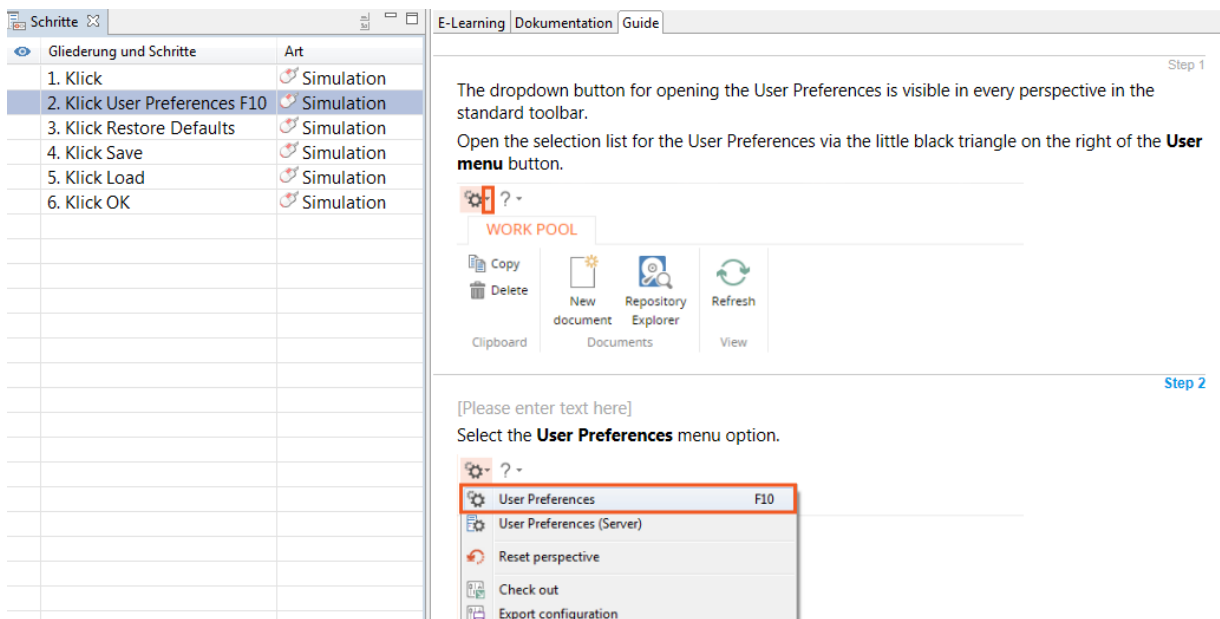 Schritte
Gliederung und Schritte Art
1. Klick Simulation
2. Klick User Preferences F10 Simulation
3. Klick Restore Defaults Simulation
4. Klick Save Simulation
5. Klick Load Simulation
6. Klick OK Simulation
E-Learning Dokumentation Guide
Step 1
The dropdown button for opening the User Preferences is visible in every perspective in the
standard toolbar.
Open the selection list for the User Preferences via the little black triangle on the right of the User
menu button.
?
WORK POOL
Copy
Delete
New
document
Repository
Explorer
Refresh
Clipboard Documents View
Step 2
[Please enter text here]
Select the User Preferences menu option.
?
User Preferences F10
User Preferences (Server)
Reset perspective
Check out
Export configuration